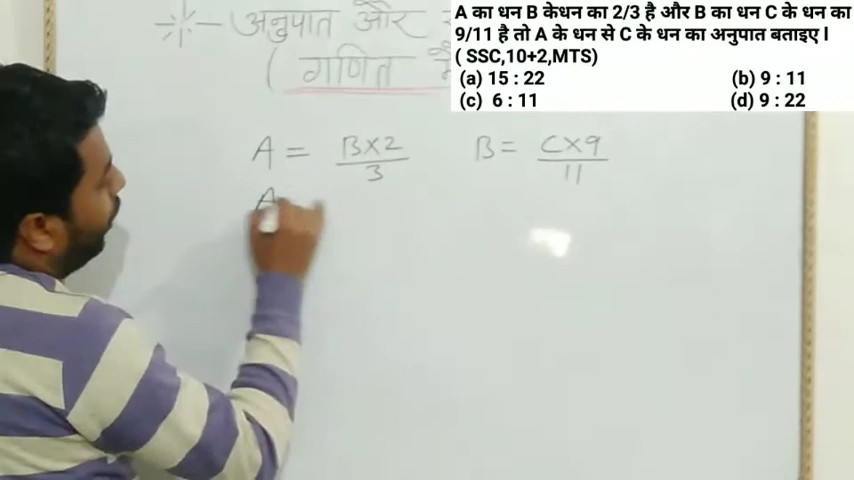 A का धन B केधन का 2/3 है और B का धन C के धन का
9/11 है तो A के धन से C के धन का अनुपात बताइए l
( SSC,10+2,MTS)
(a) 15 : 22 (b) 9 : 11
(c) 6 : 11 (d) 9 : 22
अनुपात और
( गणित
A = B×2/3 B = C×9/11
A